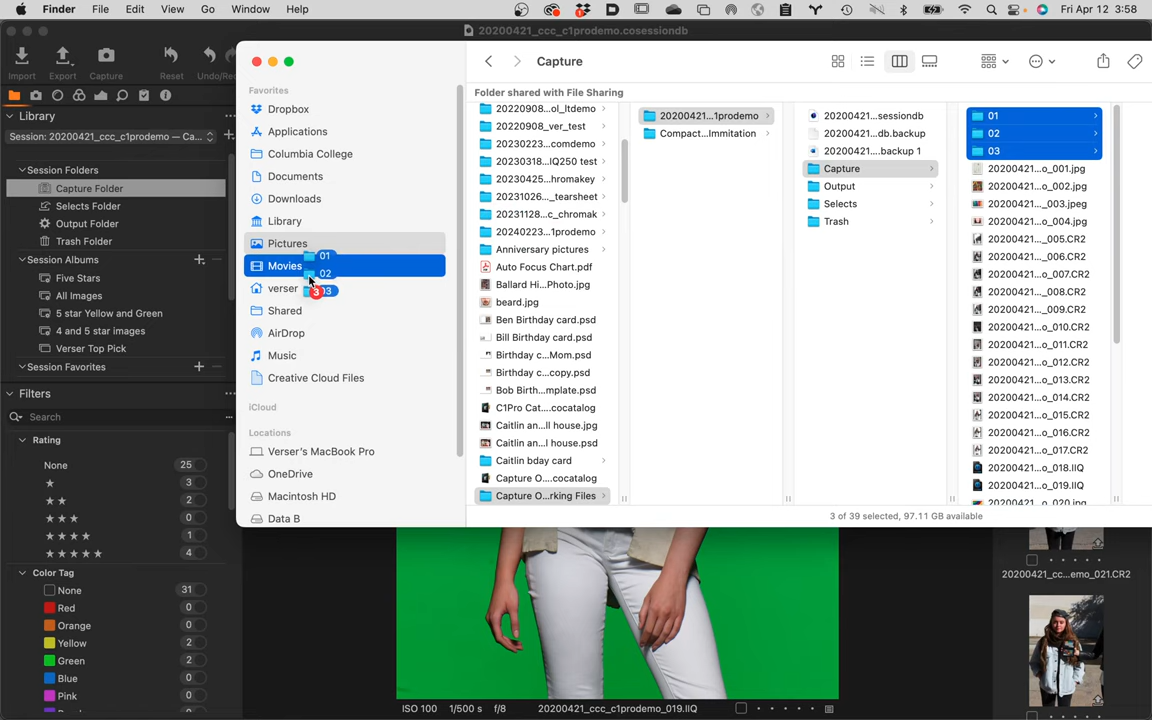 Finder File Edit View Go Window Help
Fri Apr 12 3:58
20200421_ccc_c1prodemo.cosessiondb
Import Export Capture Reset Undo/Re
Library
Session: 20200421_ccc_c1prodemo — Ca...
Session Folders
Capture Folder
Selects Folder
Output Folder
Trash Folder
Session Albums
Five Stars
All Images
5 star Yellow and Green
4 and 5 star images
Verser Top Pick
Session Favorites
Filters
Search
Rating
None 25
★ 3
★ ★ 2
★ ★ ★ 0
★ ★ ★ ★ 1
★ ★ ★ ★ ★ 4
Color Tag
None 31
Red 0
Orange 0
Yellow 2
Green 2
Blue 0
Pink 0
Favorites
Dropbox
Applications
Columbia College
Documents
Downloads
Library
Pictures
Movies
verser
Shared
AirDrop
Music
Creative Cloud Files
iCloud
Locations
Verser's MacBook Pro
OneDrive
Macintosh HD
Data B
01
02
03
3
Capture
Folder shared with File Sharing
20220908...ol_ltdemo
20220908_ver_test
20230223...comdemo
20230318...IQ250 test
20230425...hromakey
20231026..._tearsheet
20231128...c_chromak
20240223...1prodemo
Anniversary pictures
Auto Focus Chart.pdf
Ballard Hi...Photo.jpg
beard.jpg
Ben Birthday card.psd
Bill Birthday card.pdf
Birthday c...Mom.psd
Birthday c...copy.psd
Bob Birth...mplate.psd
C1Pro Cat....cocatalog
Caitlin an...ll house.jpg
Caitlin an...l house.psd
Caitlin bday card
Capture O....cocatalog
Capture O...rking Files
20200421...1prodemo
Compact...Immitation
20200421....sessiondb
20200421...db.backup
20200421....backup 1
Capture
Output
Selects
Trash
01
02
03
20200421...o_001.jpg
20200421...o_002.jpg
20200421..._003.jpeg
20200421...o_004.jpg
20200421..._005.CR2
20200421..._006.CR2
20200421...o_007.CR2
20200421..._008.CR2
20200421..._009.CR2
20200421...o_010.CR2
20200421...o_011.CR2
20200421...o_012.CR2
20200421...o_013.CR2
20200421...o_014.CR2
20200421...o_015.CR2
20200421...o_016.CR2
20200421...o_017.CR2
20200421...o_018.IIQ
20200421...o_019.IIQ
20200421...o_020.jpg
3 of 39 selected, 97.11 GB available
20200421_cc...emo_021.CR2
ISO 100 1/500 s f/8 20200421_ccc_c1prodemo_019.IIQ